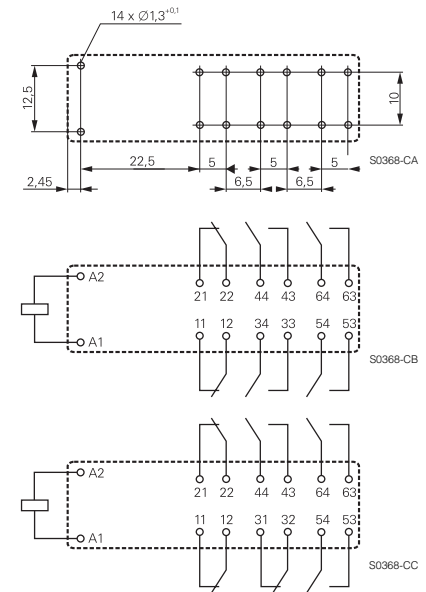 14 x Ø1,3+0,1
12,5
10
22,5 5 5 5
S0368-CA
2,45 6,5 6,5
A2
21 22 44 43 64 63
11 12 34 33 54 53
A1
S0368-CB
A2
21 22 44 43 64 63
11 12 31 32 54 53
A1
S0368-CC